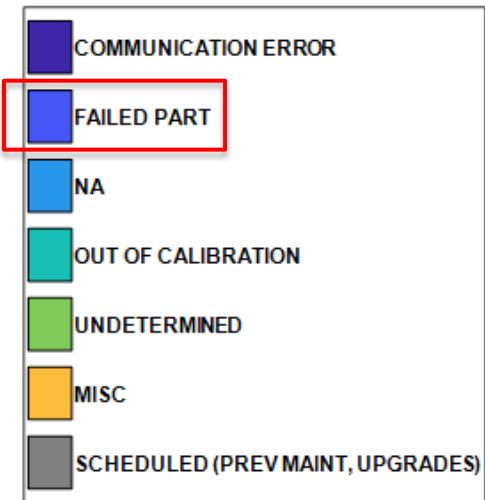 COMMUNICATION ERROR
FAILED PART
NA
OUT OF CALIBRATION
UNDETERMINED
MISC
SCHEDULED (PREV MAINT, UPGRADES)